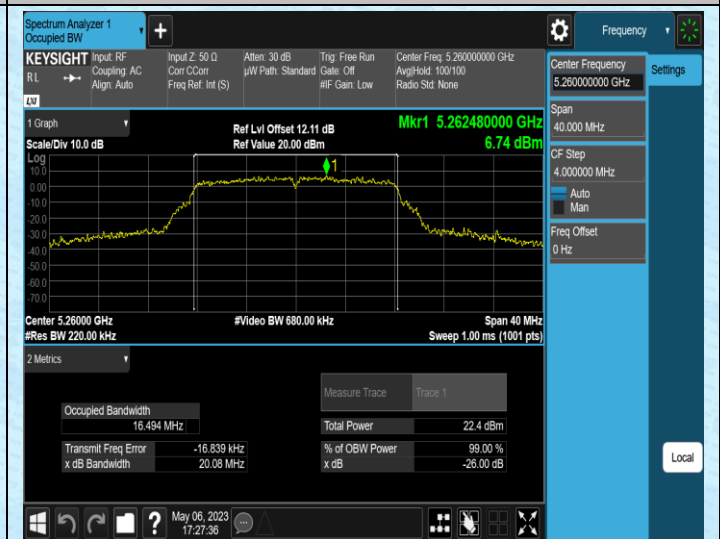 Spectrum Analyzer 1
Occupied BW
+
Frequency
KEYSIGHT
R L
LXI
Input: RF
Coupling: AC
Align: Auto
Input Z: 50 Ω
Corr CCorr
Freq Ref: Int (S)
Atten: 30 dB
µW Path: Standard
Trig: Free Run
Gate: Off
#IF Gain: Low
Center Freq: 5.260000000 GHz
Avg|Hold: 100/100
Radio Std: None
Center Frequency
5.260000000 GHz
Settings
Span
40.000 MHz
CF Step
4.000000 MHz
Auto
Man
Freq Offset
0 Hz
Local
1 Graph
Scale/Div 10.0 dB
Ref Lvl Offset 12.11 dB
Ref Value 20.00 dBm
Mkr1 5.262480000 GHz
6.74 dBm
Log
10.0
0.00
-10.0
-20.0
-30.0
-40.0
-50.0
-60.0
-70.0
1
Center 5.26000 GHz
#Res BW 220.00 kHz
#Video BW 680.00 kHz
Span 40 MHz
Sweep 1.00 ms (1001 pts)
2 Metrics
Measure Trace
Trace 1
Occupied Bandwidth
16.494 MHz
Total Power
22.4 dBm
Transmit Freq Error
-16.839 kHz
% of OBW Power
99.00 %
x dB Bandwidth
20.08 MHz
x dB
-26.00 dB
?
May 06, 2023
17:27:36